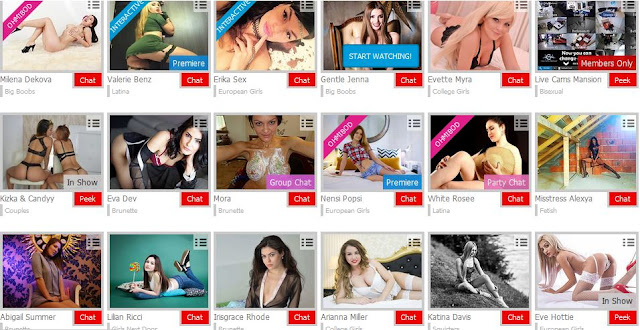 OHMIBOD
INTERACTIVE
INTERACTIVE
Premiere
START WATCHING!
Now you can
change
Members Only
Milena Dekova
Chat
Valerie Benz
Chat
Erika Sex
Chat
Gentle Jenna
Chat
Evette Myra
Chat
Live Cams Mansion
Peek
Big Boobs
Latina
European Girls
Big Boobs
College Girls
Bisexual
OHMIBOD
OHMIBOD
In Show
Group Chat
Premiere
Party Chat
Kizka & Candyy
Peek
Eva Dev
Chat
Mora
Chat
Nensi Popsi
Chat
White Rosee
Chat
Misstress Alexya
Chat
Couples
Brunette
Brunette
European Girls
Latina
Fetish
In Show
Abigail Summer
Chat
Lilian Ricci
Chat
Insgrace Rhode
Chat
Arianna Miller
Chat
Katina Davis
Chat
Eve Hottie
Peek
Brunette
Girls Next Door
Brunette
College Girls
Squirters
European Girls